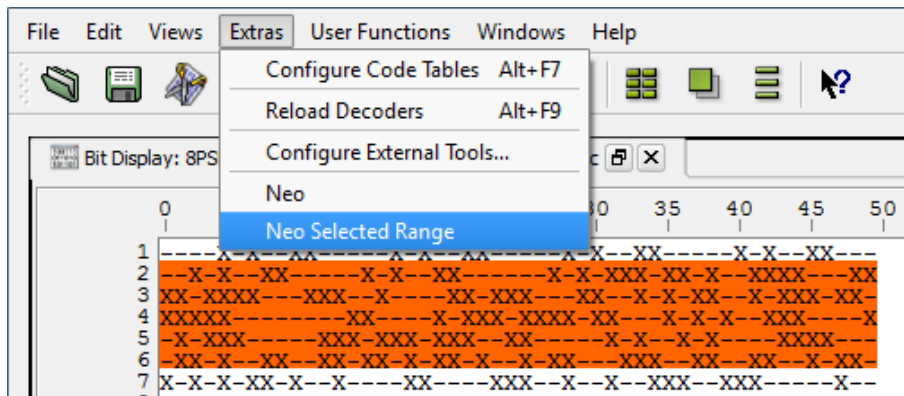 File Edit Views Extras User Functions Windows Help
Configure Code Tables Alt+F7
Reload Decoders Alt+F9
Configure External Tools...
Neo
Neo Selected Range
Bit Display: 8PS
0 30 35 40 45 50
1
2 --X-X--XX-----X-X--XX------X-X-XXX-XX-X--XXXX---XX
3 XX-XXXX---XXX--X----XX-XXX---XX--X-X-XX--X-XXX-XX-
4 XXXXX--------XX----X-XXX-XXXX-XX---X-X-X--XXX----X
5 -X-XXX-----XXX-XXX-XXX--XX-----X-XX--X-X----XXXX---
6 -XX-X--XX--XX-XX-X-XX-X--X--X---XXX--XX--XX--X-XX-
7 X-X-X-XX-X--X----XX----XXX--X--X--XXX--XXX-----X--